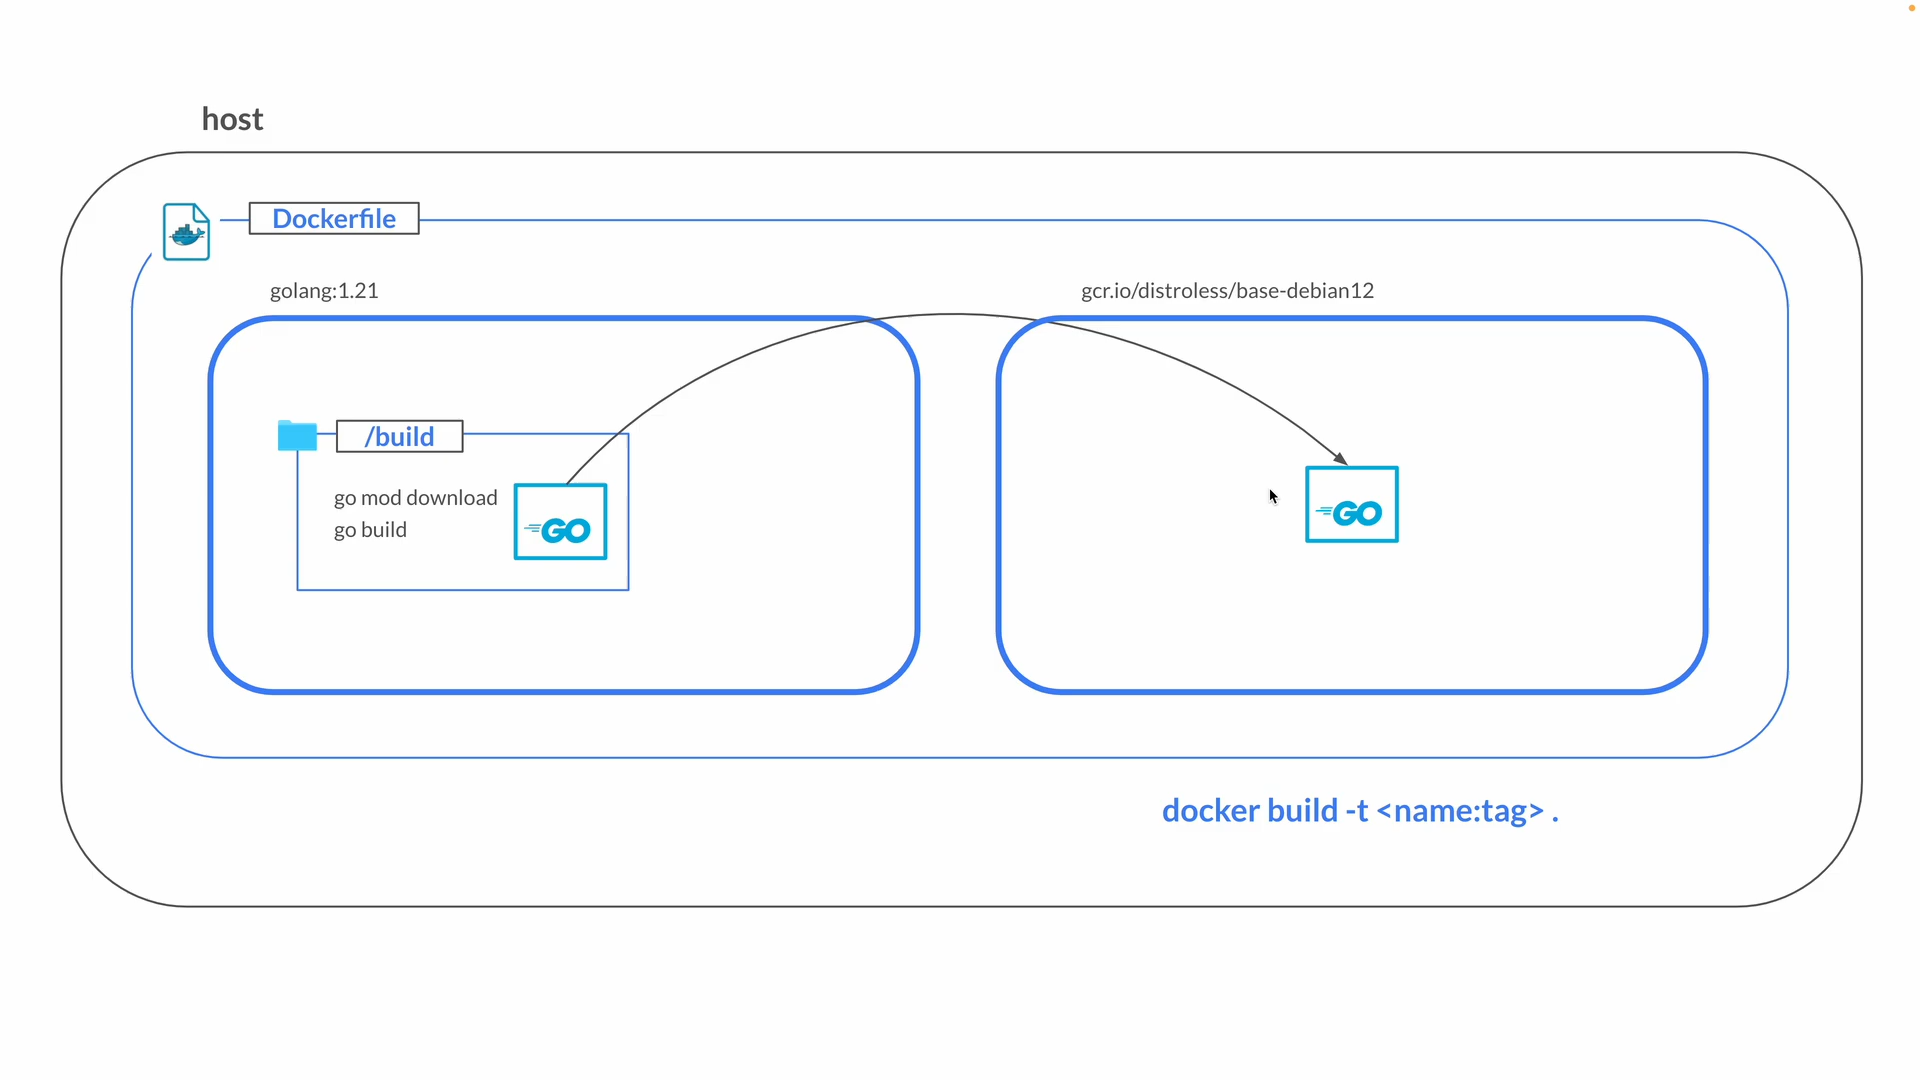 host
Dockerfile
golang:1.21
gcr.io/distroless/base-debian12
/build
go mod download
go build
GO
GO
docker build -t <name:tag> .